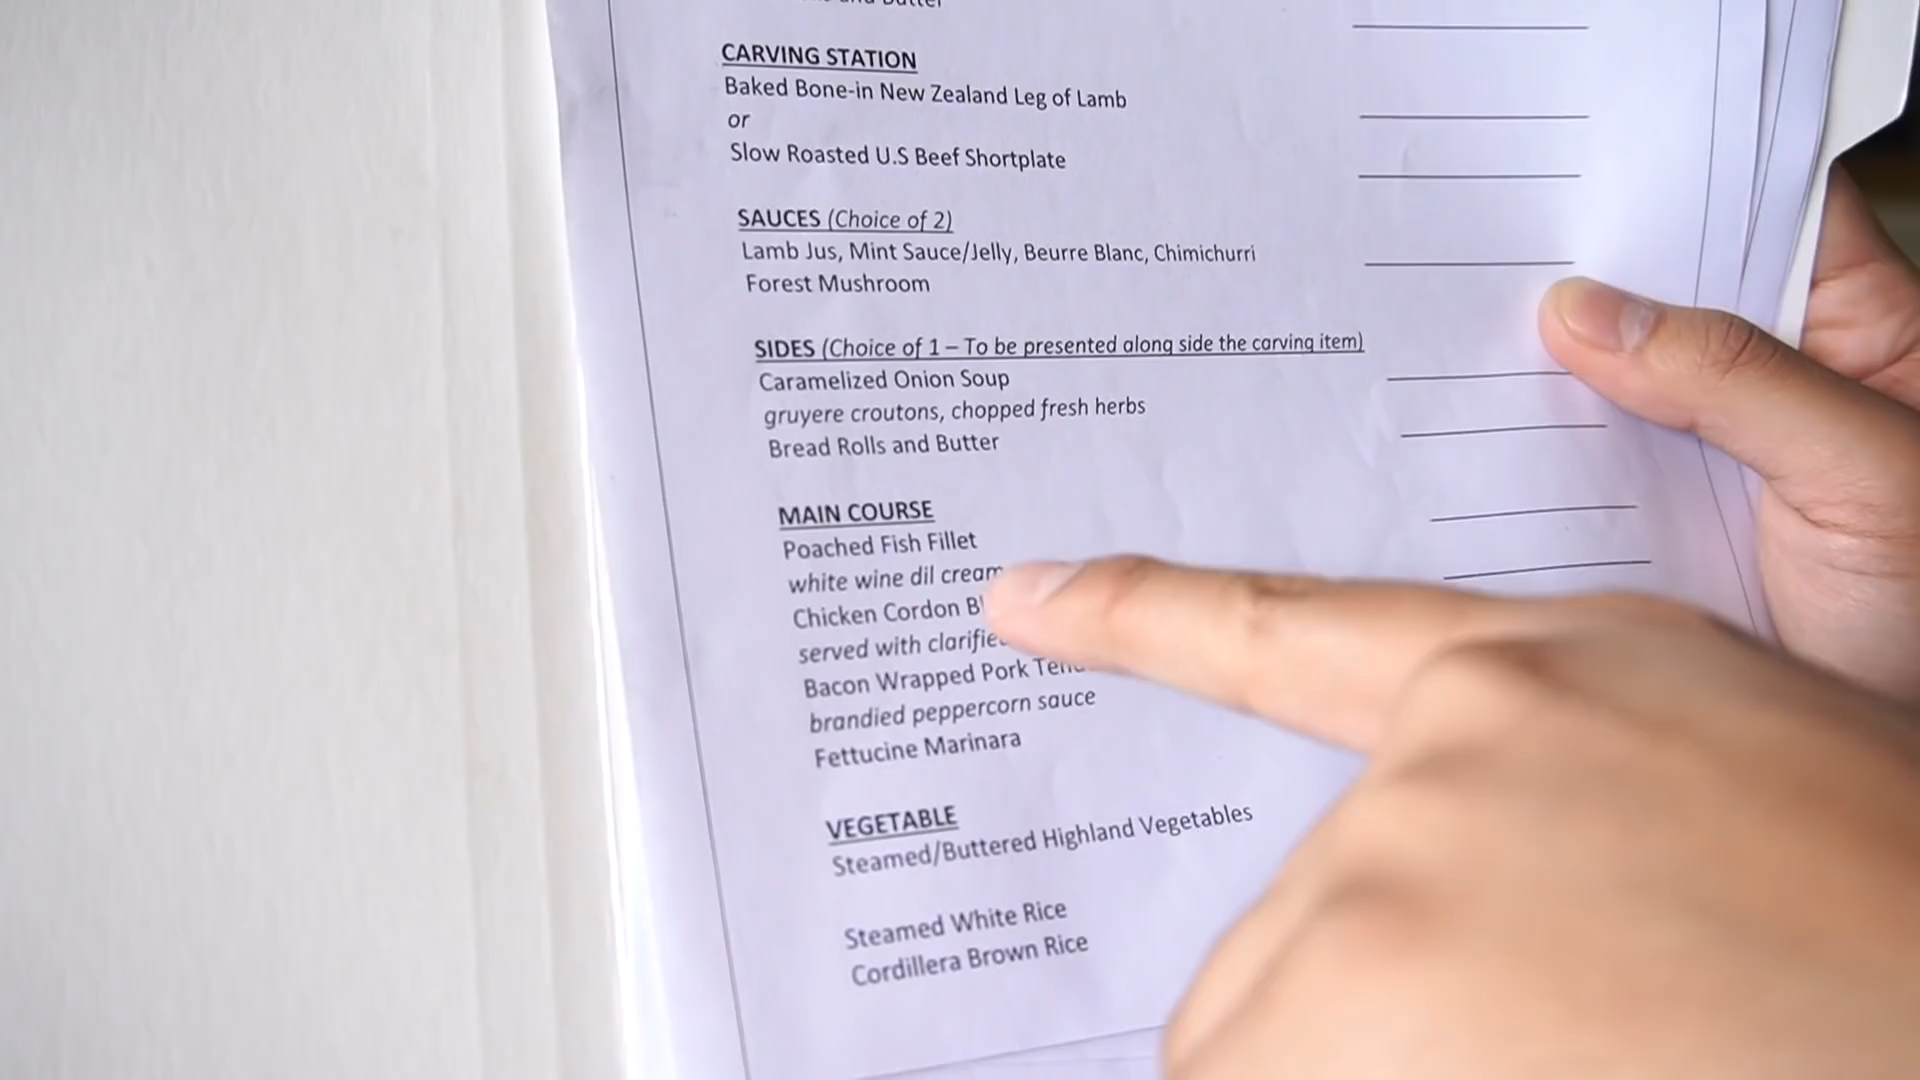 CARVING STATION
Baked Bone-in New Zealand Leg of Lamb
or
Slow Roasted U.S Beef Shortplate
SAUCES (Choice of 2)
Lamb Jus, Mint Sauce/Jelly, Beurre Blanc, Chimichurri
Forest Mushroom
SIDES (Choice of 1 – To be presented along side the carving item)
Caramelized Onion Soup
gruyere croutons, chopped fresh herbs
Bread Rolls and Butter
MAIN COURSE
Poached Fish Fillet
white wine dil cream
Chicken Cordon
served with
Bacon Wrapped Pork
brandied peppercorn sauce
Fettucine Marinara
VEGETABLE
Steamed/Buttered Highland Vegetables
Steamed White Rice
Cordillera Brown Rice